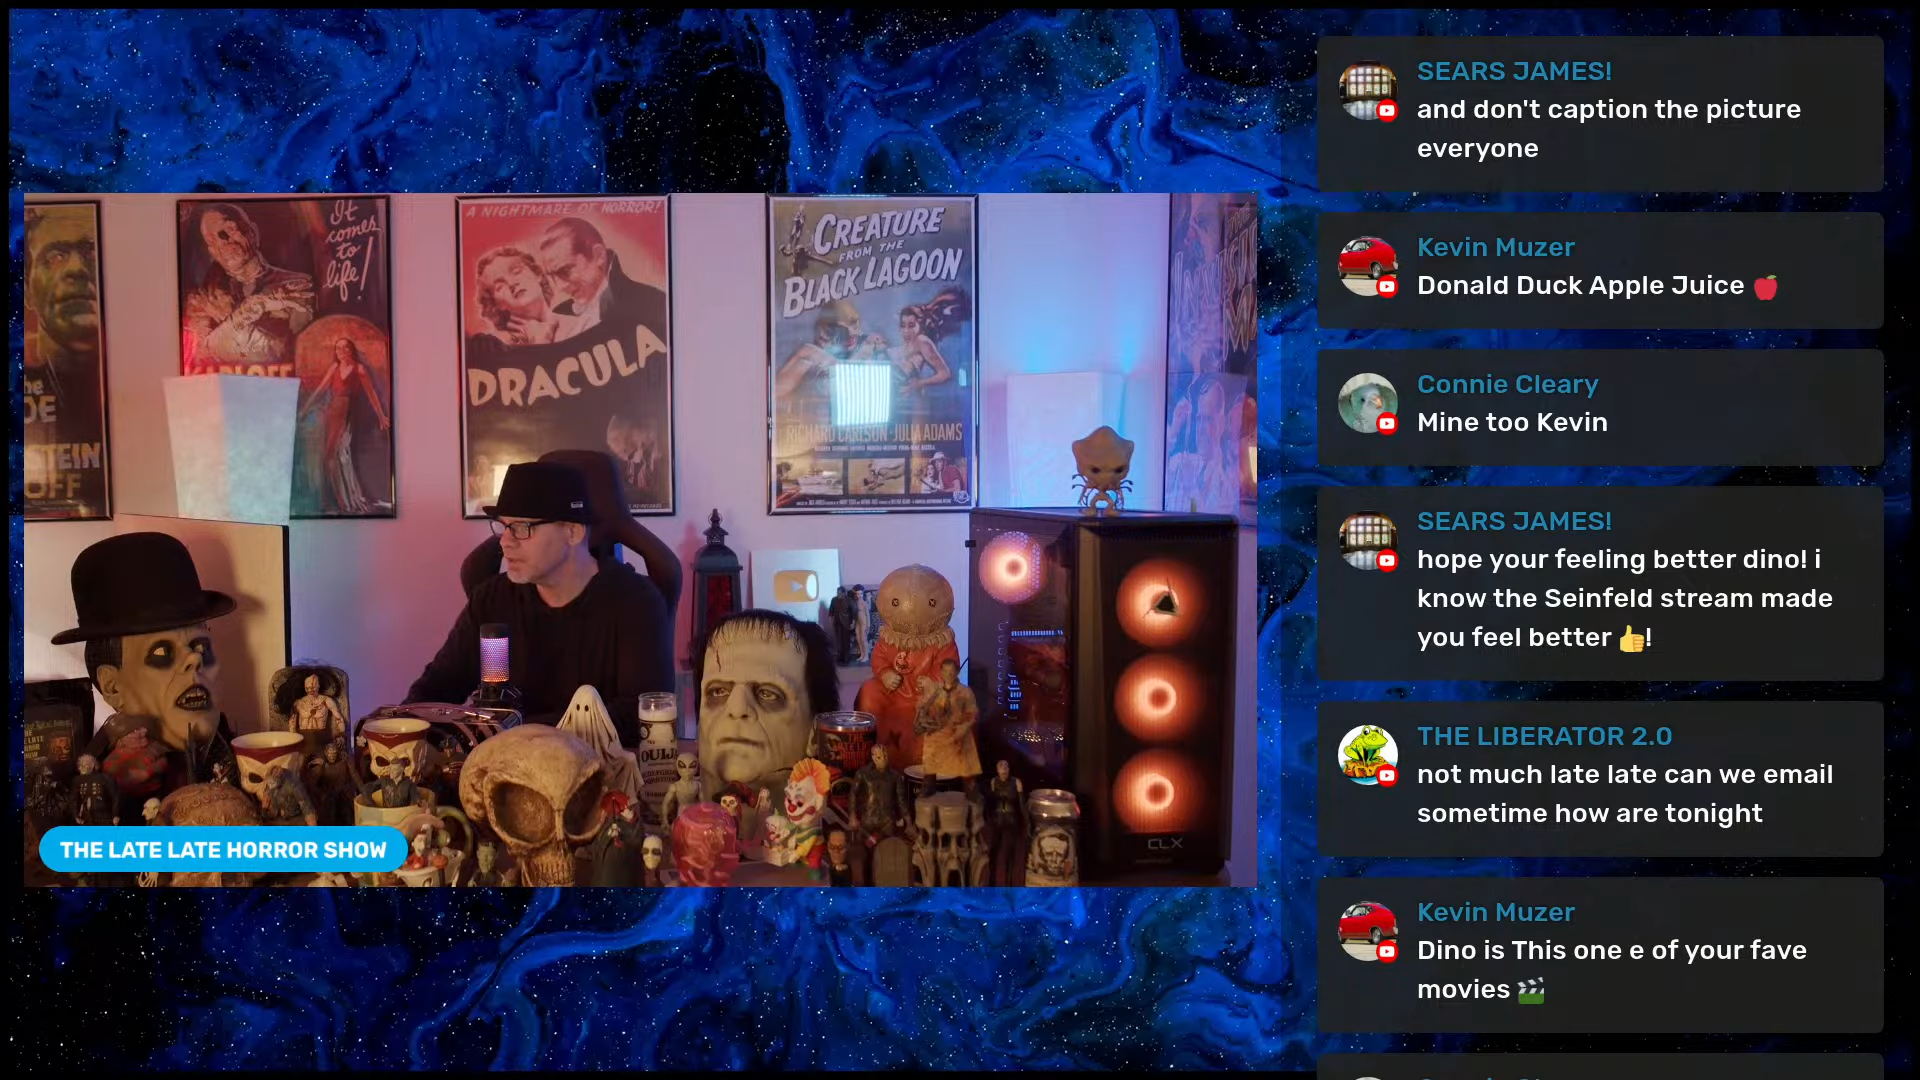 SEARS JAMES!
and don't caption the picture
everyone
Kevin Muzer
Donald Duck Apple Juice 🍎
Connie Cleary
Mine too Kevin
SEARS JAMES!
hope your feeling better dino! i
know the Seinfeld stream made
you feel better 👍!
THE LIBERATOR 2.0
not much late late can we email
sometime how are tonight
Kevin Muzer
Dino is This one e of your fave
movies 🎬
It
comes
to
life!
A NIGHTMARE OF HORROR!
DRACULA
CREATURE
FROM THE
BLACK LAGOON
RICHARD CARLSON · JULIA ADAMS
STEIN
OFF
OUIJA
CLX
THE LATE LATE HORROR SHOW